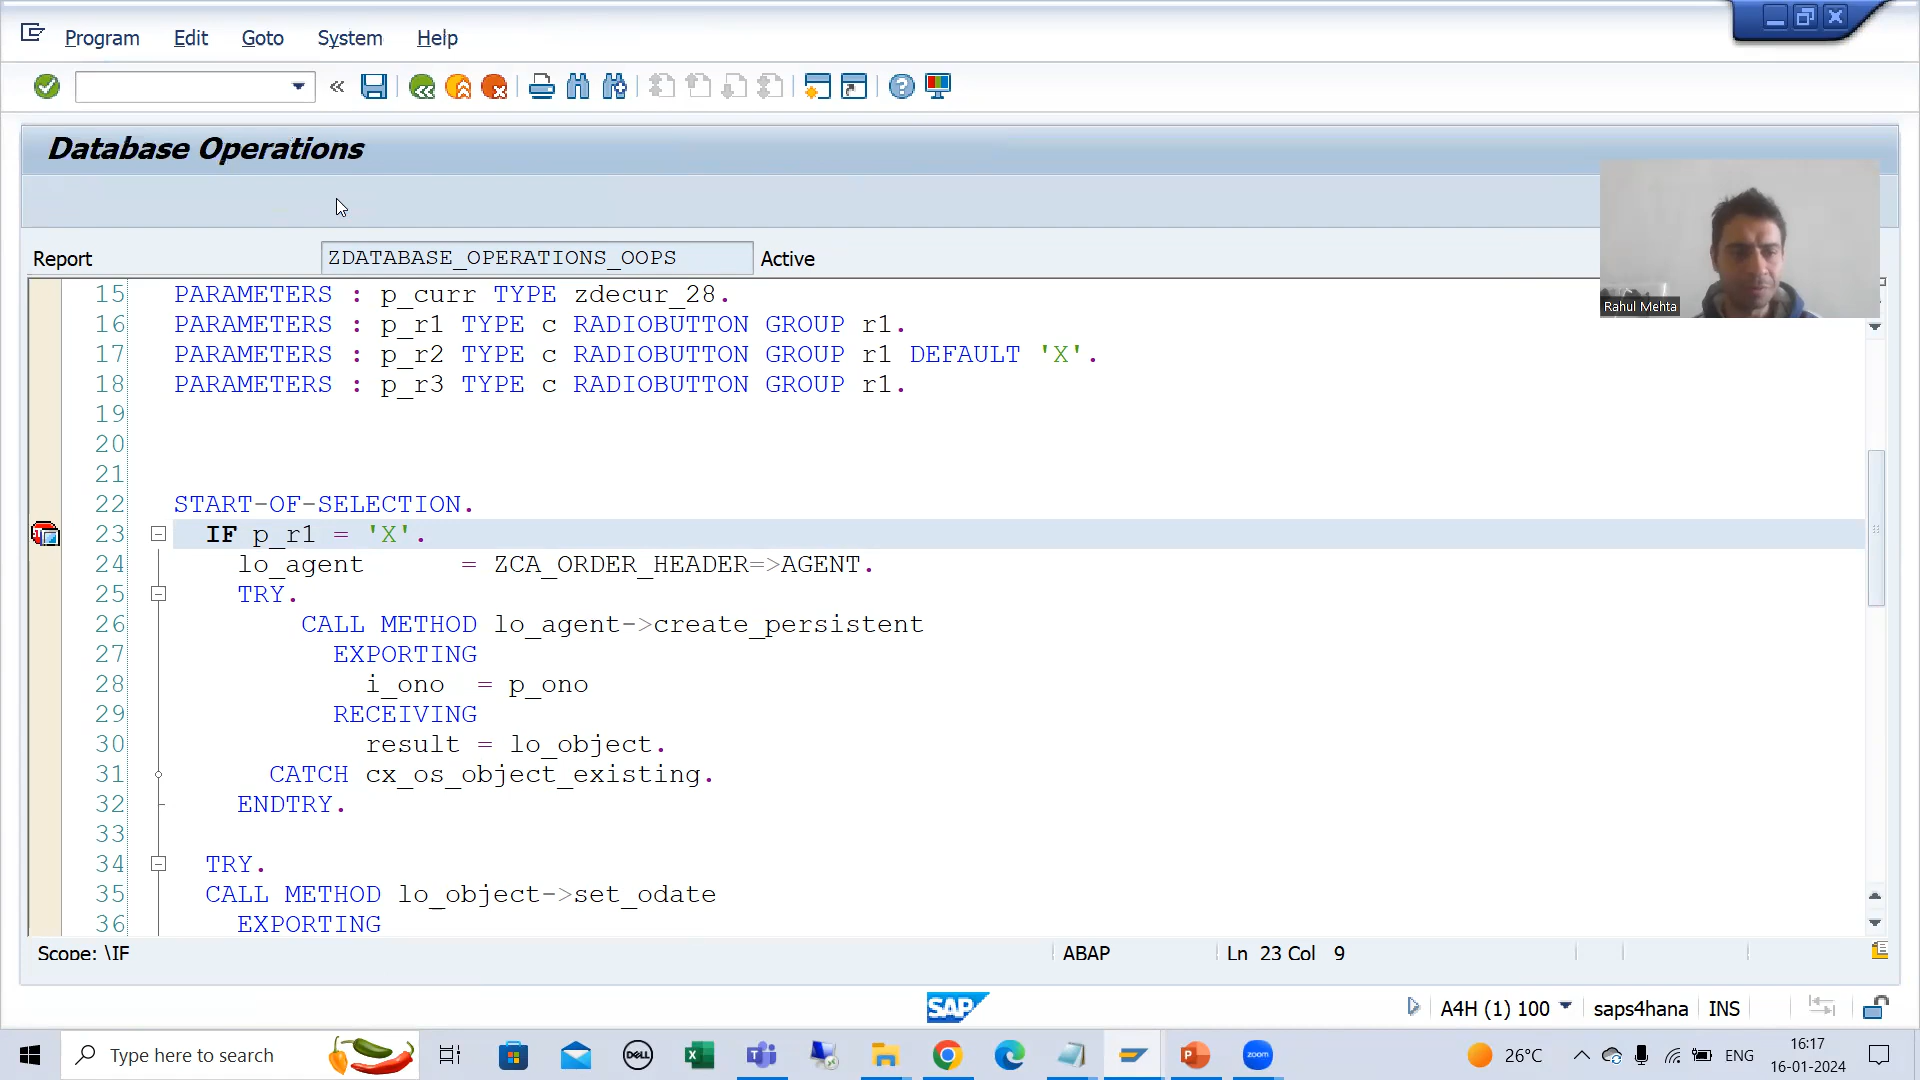 Program Edit Goto System Help
Database Operations
Report ZDATABASE_OPERATIONS_OOPS Active
Rahul Mehta
15 PARAMETERS : p_curr TYPE zdecur_28.
16 PARAMETERS : p_r1 TYPE c RADIOBUTTON GROUP r1.
17 PARAMETERS : p_r2 TYPE c RADIOBUTTON GROUP r1 DEFAULT 'X'.
18 PARAMETERS : p_r3 TYPE c RADIOBUTTON GROUP r1.
19
20
21
22 START-OF-SELECTION.
23 IF p_r1 = 'X'.
24 lo_agent = ZCA_ORDER_HEADER=>AGENT.
25 TRY.
26 CALL METHOD lo_agent->create_persistent
27 EXPORTING
28 i_ono = p_ono
29 RECEIVING
30 result = lo_object.
31 CATCH cx_os_object_existing.
32 ENDTRY.
33
34 TRY.
35 CALL METHOD lo_object->set_odate
36 EXPORTING
Scope: \IF ABAP Ln 23 Col 9
SAP A4H (1) 100 saps4hana INS
Type here to search DELL zoom 26°C ENG 16:17
16-01-2024